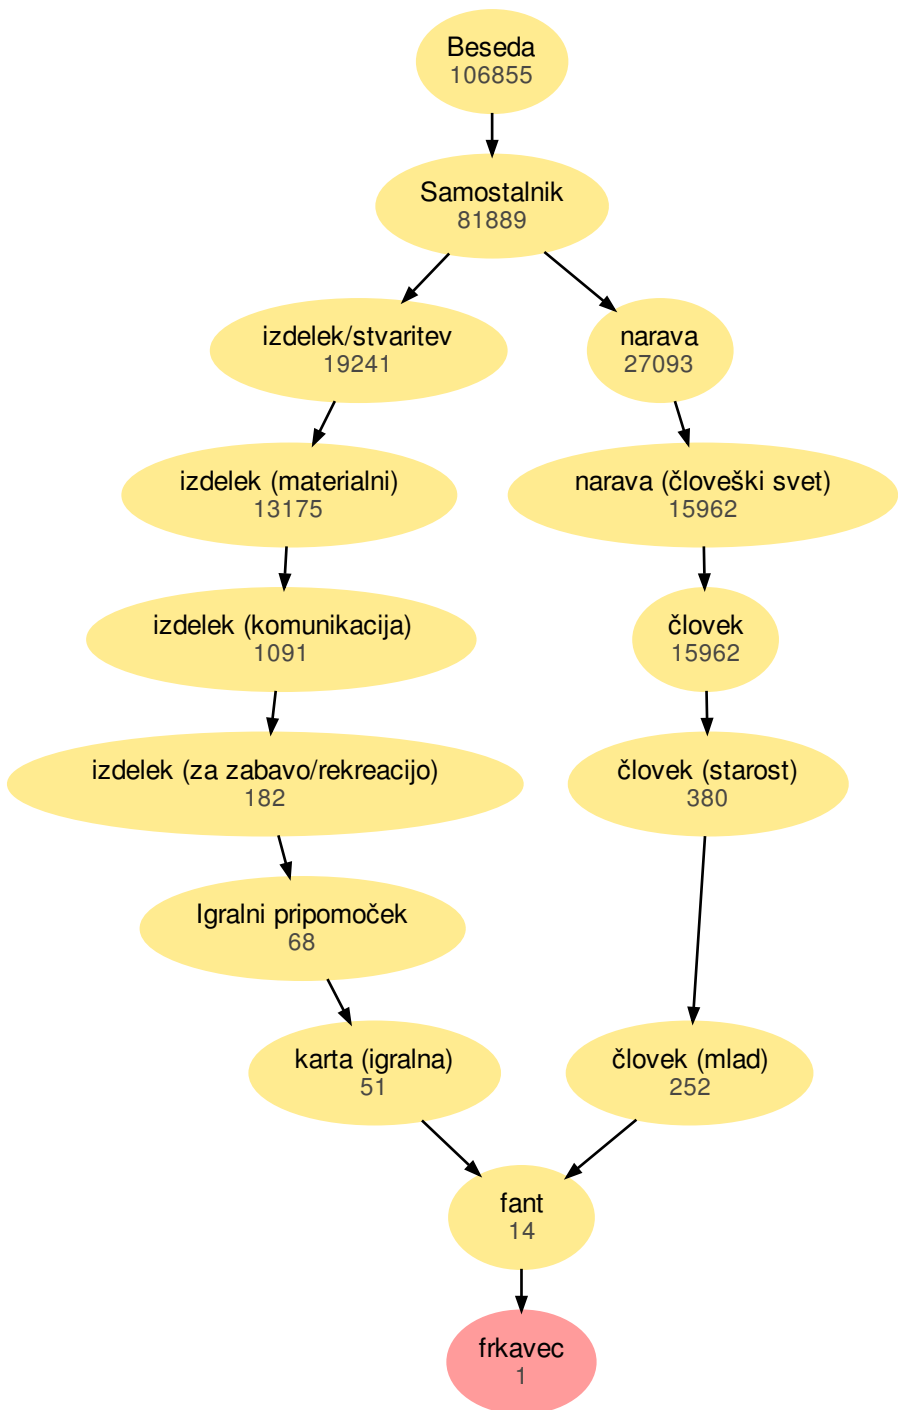 Beseda
106855
Samostalnik
81889
izdelek/stvaritev
19241
narava
27093
izdelek (materialni)
13175
narava (človeški svet)
15962
izdelek (komunikacija)
1091
človek
15962
izdelek (za zabavo/rekreacijo)
182
človek (starost)
380
Igralni pripomoček
68
karta (igralna)
51
človek (mlad)
252
fant
14
frkavec
1